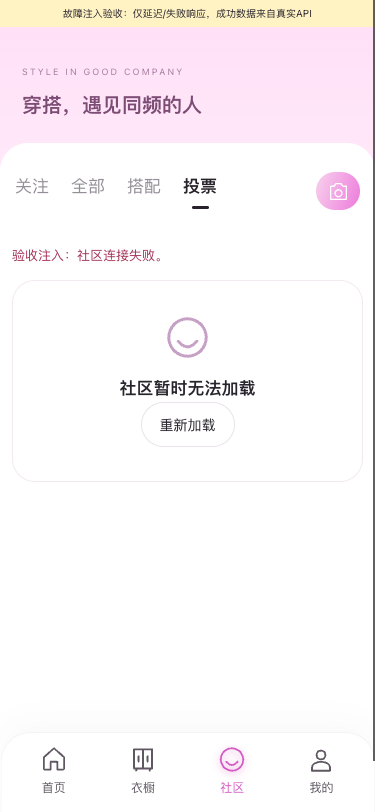 故障注入验收：仅延迟/失败响应，成功数据来自真实API
STYLE IN GOOD COMPANY
穿搭，遇见同频的人
关注 全部 搭配 投票
验收注入：社区连接失败。
社区暂时无法加载
重新加载
首页 衣橱 社区 我的